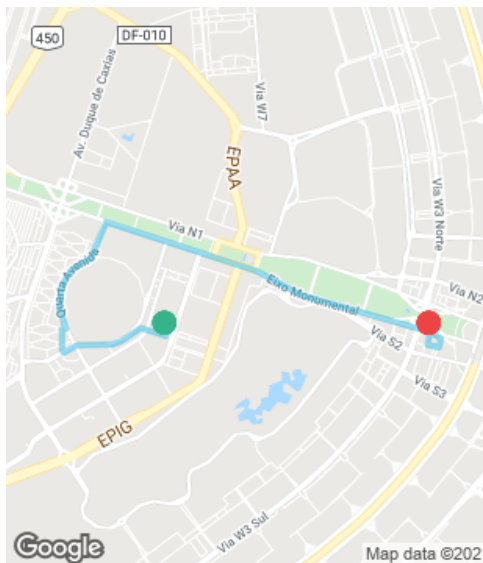 450
DF-010
Av. Duque de Caxias
Via W7
EPAA
Via W3 Norte
Via N1
Quarta Avenida
Eixo Monumental
Via N2
Via S2
Via S3
EPIG
Via W3 Sul
Google
Map data ©202